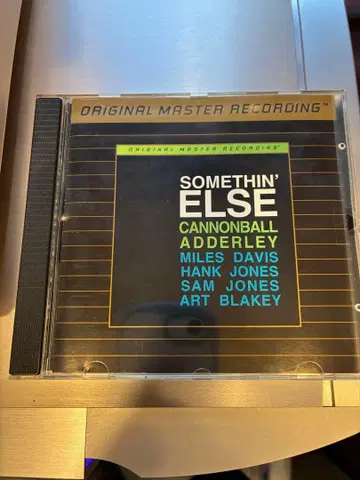 ORIGINAL MASTER RECORDING™
ORIGINAL MASTER RECORDING™
SOMETHIN'
ELSE
CANNONBALL
ADDERLEY
MILES DAVIS
HANK JONES
SAM JONES
ART BLAKEY